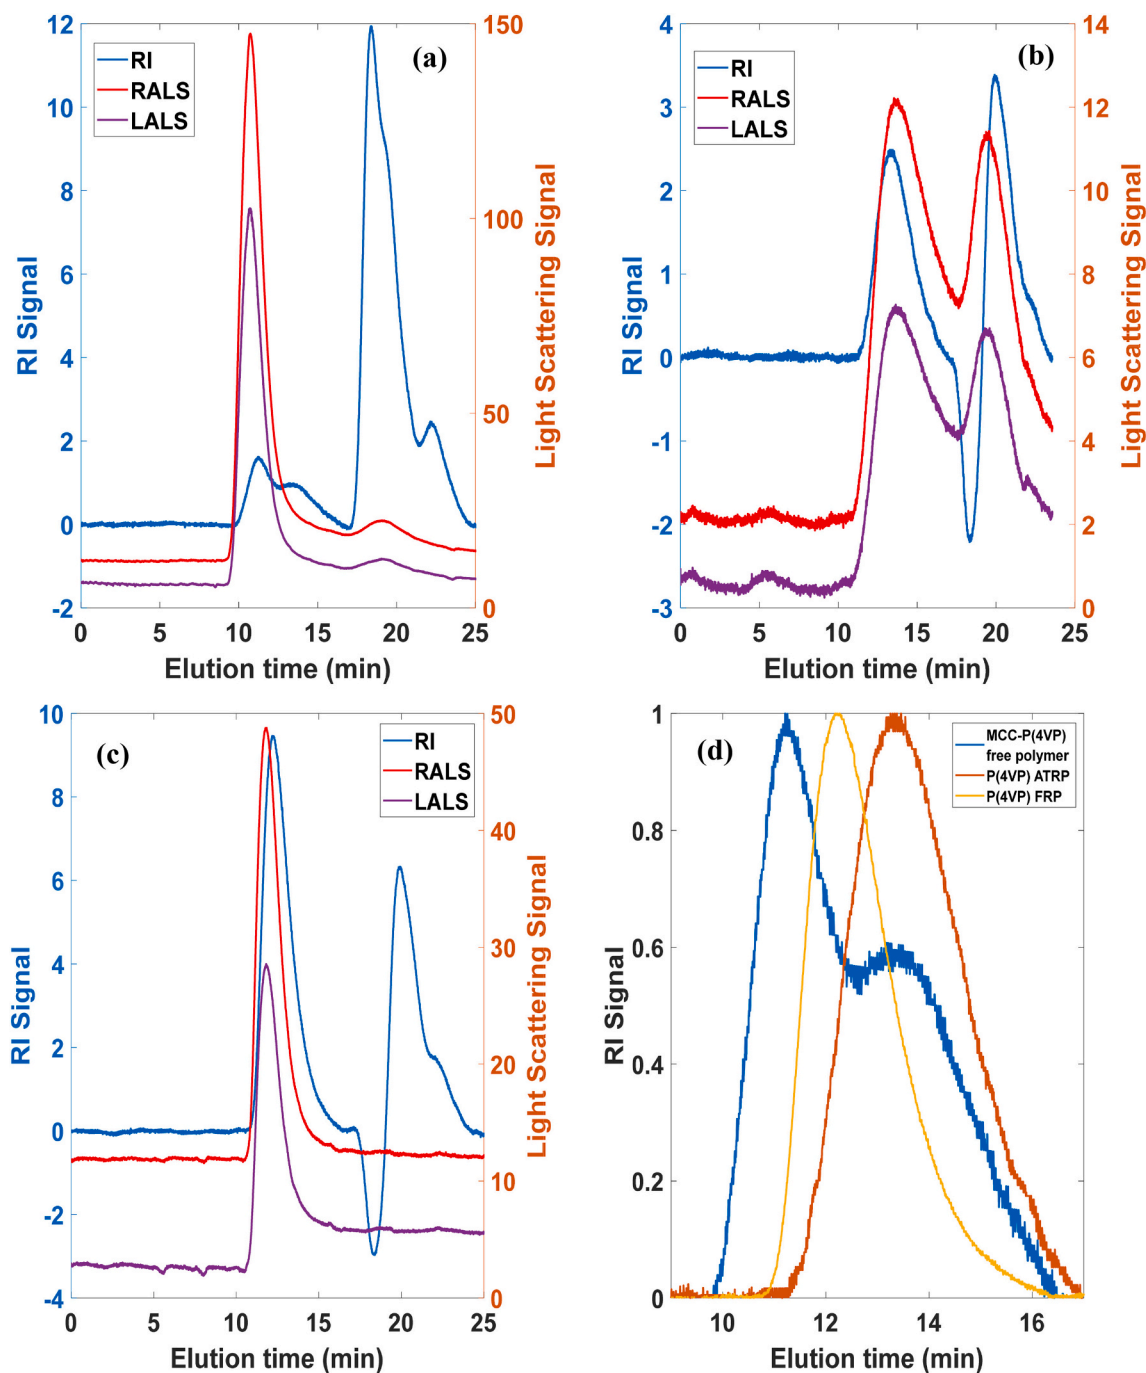 (a)
RI
RALS
LALS
12
10
8
6
4
2
0
-2
150
100
50
0
RI Signal
Light Scattering Signal
0 5 10 15 20 25
Elution time (min)
(b)
RI
RALS
LALS
4
3
2
1
0
-1
-2
-3
14
12
10
8
6
4
2
0
RI Signal
Light Scattering Signal
0 5 10 15 20 25
Elution time (min)
(c)
RI
RALS
LALS
10
8
6
4
2
0
-2
-4
50
40
30
20
10
0
RI Signal
Light Scattering Signal
0 5 10 15 20 25
Elution time (min)
(d)
MCC-P(4VP)
free polymer
P(4VP) ATRP
P(4VP) FRP
1
0.8
0.6
0.4
0.2
0
RI Signal
10 12 14 16
Elution time (min)